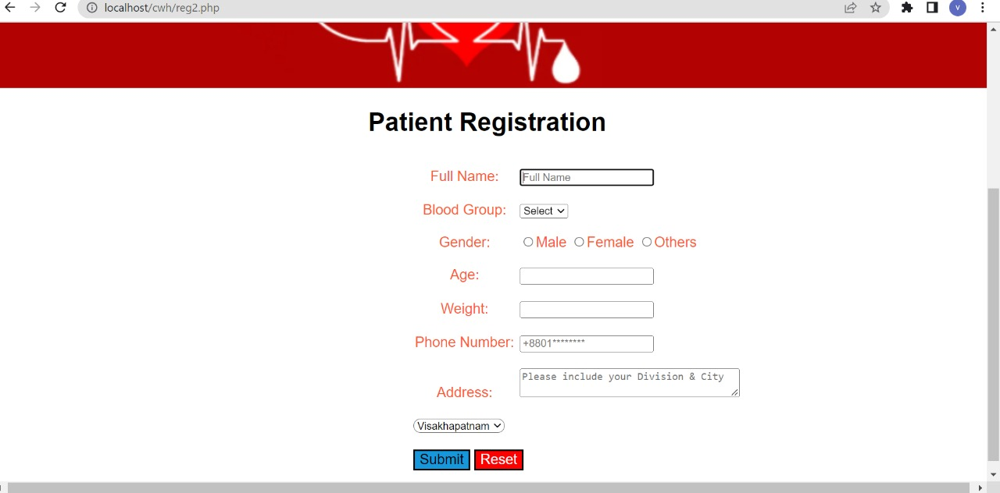 localhost/cwh/reg2.php
V
Patient Registration
Full Name: Full Name
Blood Group: Select
Gender: Male Female Others
Age:
Weight:
Phone Number: +8801********
Please include your Division & City
Address:
Visakhapatnam
Submit Reset